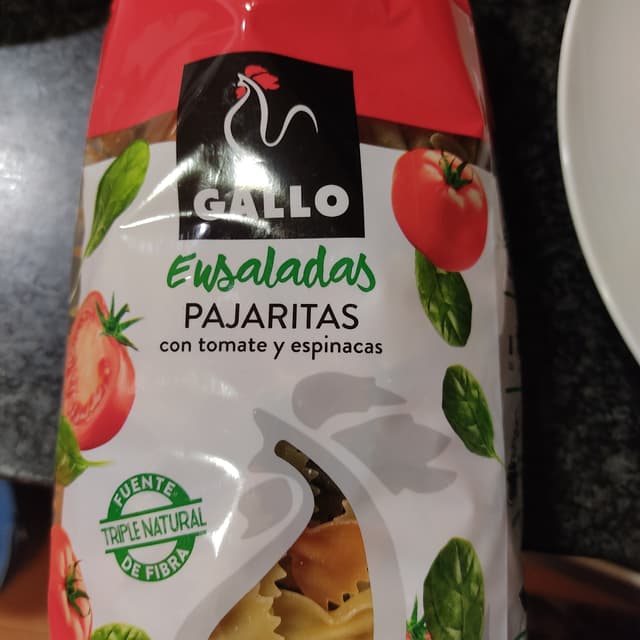 GALLO
Ensaladas
PAJARITAS
con tomate y espinacas
FUENTE
TRIPLE NATURAL
DE FIBRA